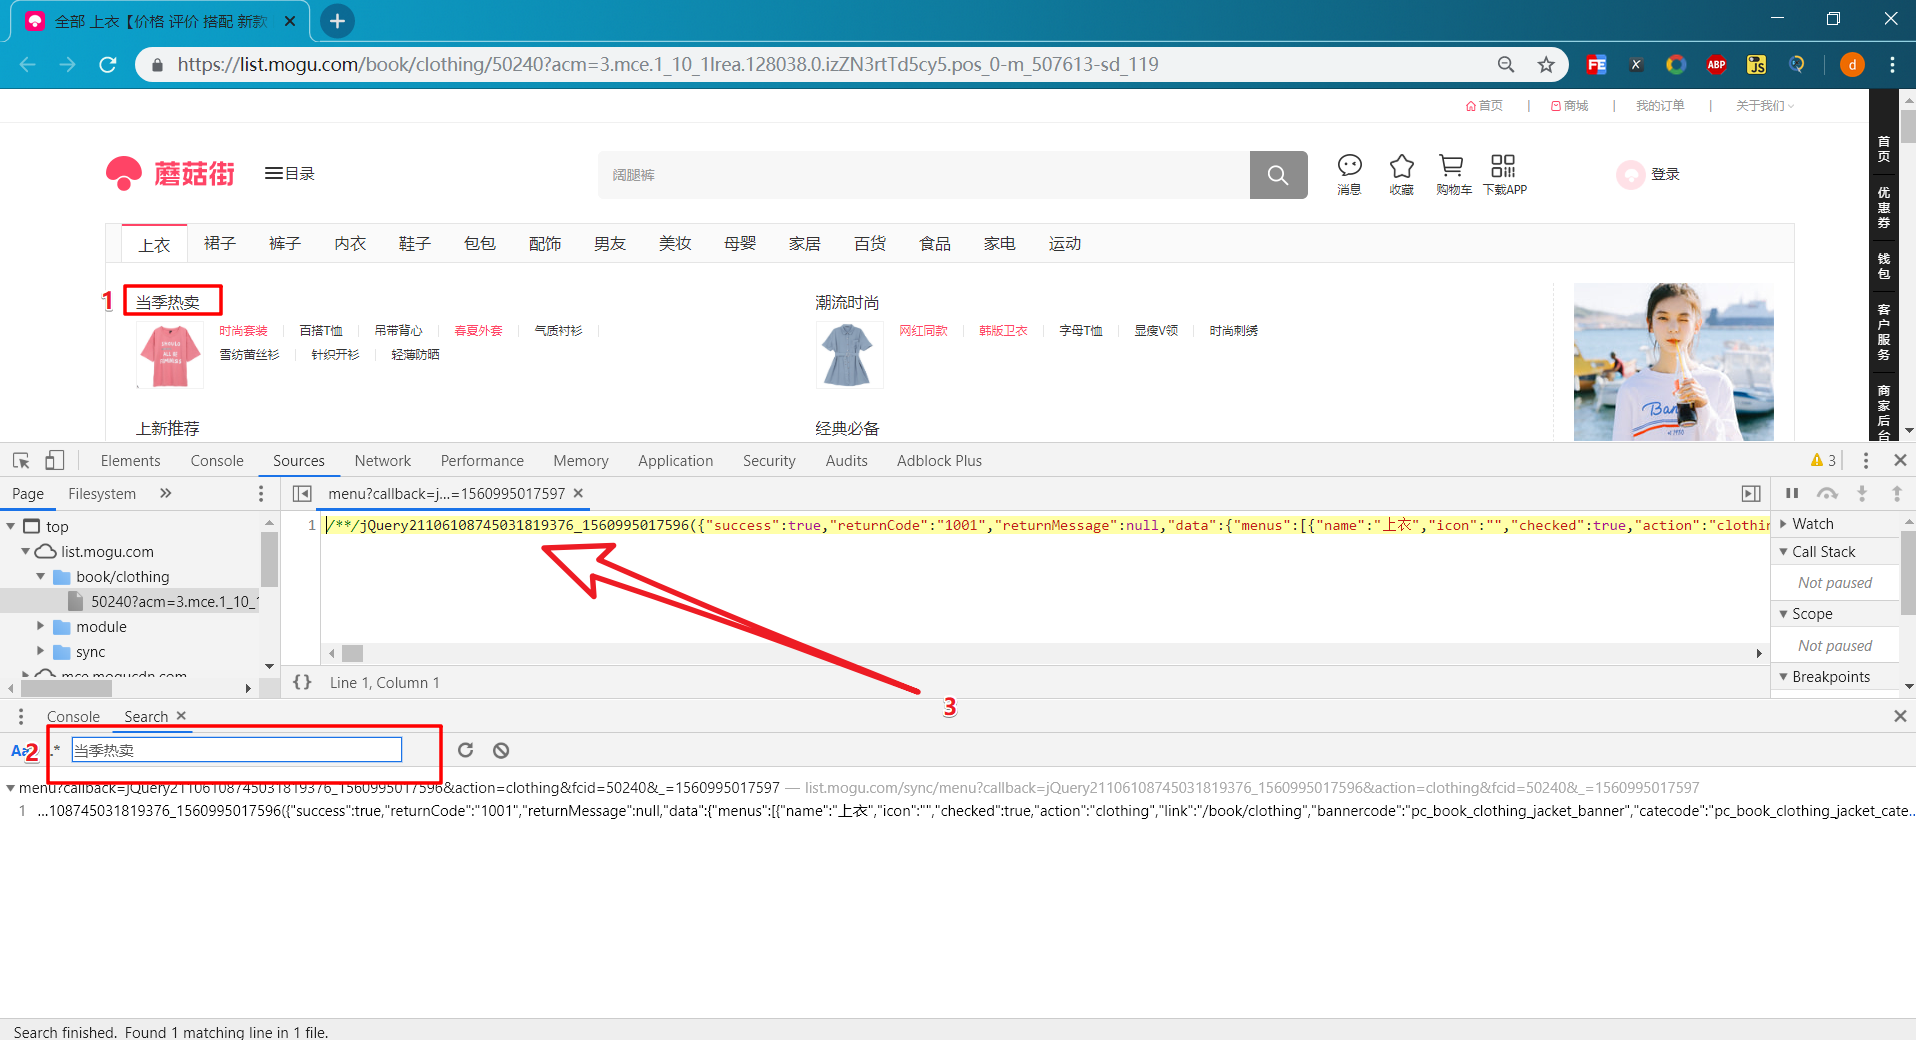 全部 上衣【价格 评价 搭配 新款
https://list.mogu.com/book/clothing/50240?acm=3.mce.1_10_1lrea.128038.0.izZN3rtTd5cy5.pos_0-m_507613-sd_119
FE
X
ABP
JS
d
首页 | 商城 | 我的订单 | 关于我们
蘑菇街
目录
阔腿裤
消息 收藏 购物车 下载APP
登录
首页
优惠券
钱包
客户服务
商家后台
上衣 裙子 裤子 内衣 鞋子 包包 配饰 男友 美妆 母婴 家居 百货 食品 家电 运动
1
当季热卖
时尚套装 百搭T恤 吊带背心 春夏外套 气质衬衫
雪纺蕾丝衫 针织开衫 轻薄防晒
潮流时尚
网红同款 韩版卫衣 字母T恤 显瘦V领 时尚刺绣
上新推荐
经典必备
Elements Console Sources Network Performance Memory Application Security Audits Adblock Plus
3
Page Filesystem »
menu?callback=j...=1560995017597
top
list.mogu.com
book/clothing
50240?acm=3.mce.1_10_1
module
sync
mce.mogucdn.com
1
/**/jQuery21106108745031819376_1560995017596({"success":true,"returnCode":"1001","returnMessage":null,"data":{"menus":[{"name":"上衣","icon":"","checked":true,"action":"clothin
{} Line 1, Column 1
Watch
Call Stack
Not paused
Scope
Not paused
Breakpoints
3
Console Search
2
Aa .* 当季热卖
menu?callback=jQuery21106108745031819376_1560995017596&action=clothing&fcid=50240&_=1560995017597 — list.mogu.com/sync/menu?callback=jQuery21106108745031819376_1560995017596&action=clothing&fcid=50240&_=1560995017597
1 ...108745031819376_1560995017596({"success":true,"returnCode":"1001","returnMessage":null,"data":{"menus":[{"name":"上衣","icon":"","checked":true,"action":"clothing","link":"/book/clothing","bannercode":"pc_book_clothing_jacket_banner","catecode":"pc_book_clothing_jacket_cate...
Search finished. Found 1 matching line in 1 file.